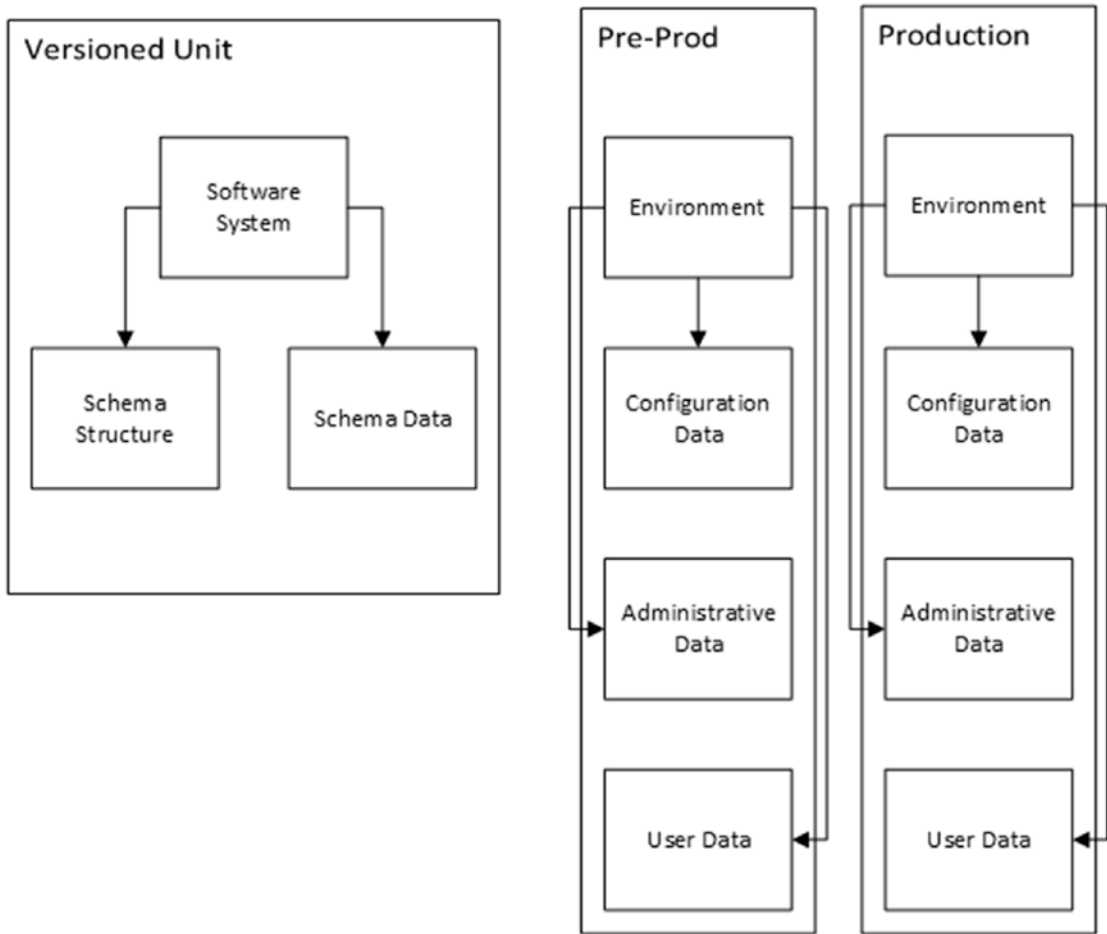 Versioned Unit
Software
System
Schema
Structure
Schema Data
Pre-Prod
Environment
Configuration
Data
Administrative
Data
User Data
Production
Environment
Configuration
Data
Administrative
Data
User Data